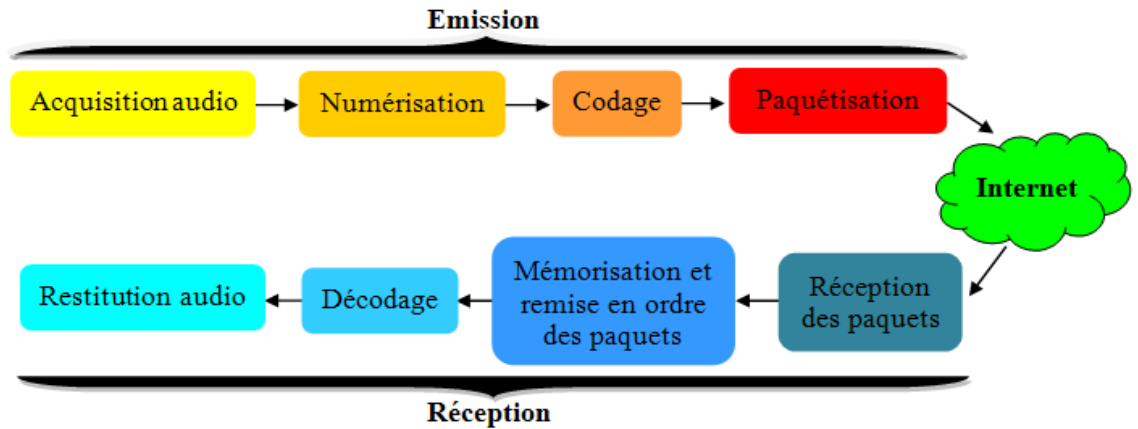 Emission
Acquisition audio
Numérisation
Codage
Paquétisation
Internet
Réception
des paquets
Mémorisation et
remise en ordre
des paquets
Décodage
Restitution audio
Réception